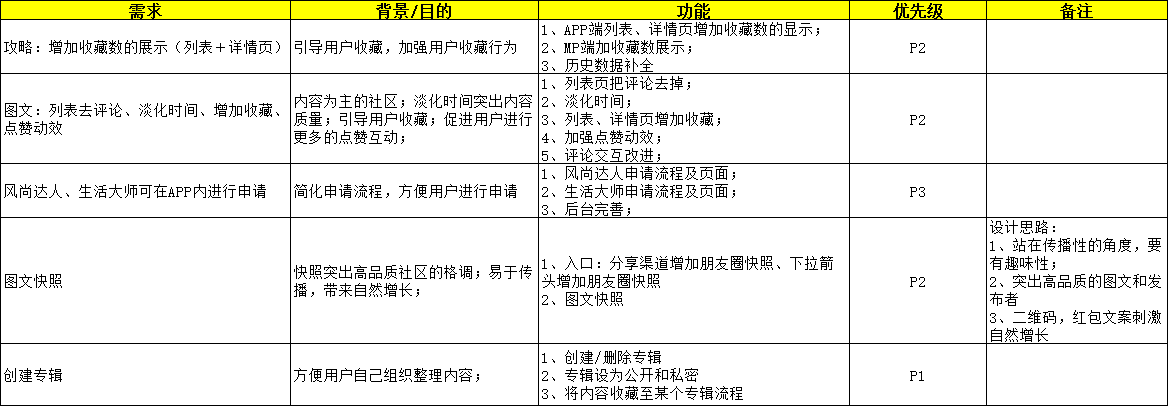 需求
背景/目的
功能
优先级
备注
攻略：增加收藏数的展示（列表＋详情页）
引导用户收藏，加强用户收藏行为
1、APP端列表、详情页增加收藏数的显示；
2、MP端加收藏数展示；
3、历史数据补全
P2
图文：列表去评论、淡化时间、增加收藏、
点赞动效
内容为主的社区；淡化时间突出内容
质量；引导用户收藏；促进用户进行
更多的点赞互动；
1、列表页把评论去掉；
2、淡化时间；
3、列表、详情页增加收藏；
4、加强点赞动效；
5、评论交互改进；
P2
风尚达人、生活大师可在APP内进行申请
简化申请流程，方便用户进行申请
1、风尚达人申请流程及页面；
2、生活大师申请流程及页面；
3、后台完善；
P3
图文快照
快照突出高品质社区的格调；易于传
播，带来自然增长；
1、入口：分享渠道增加朋友圈快照、下拉箭
头增加朋友圈快照
2、图文快照
P2
设计思路：
1、站在传播性的角度，要
有趣味性；
2、突出高品质的图文和发
布者
3、二维码，红包文案刺激
自然增长
创建专辑
方便用户自己组织整理内容；
1、创建/删除专辑
2、专辑设为公开和私密
3、将内容收藏至某个专辑流程
P1